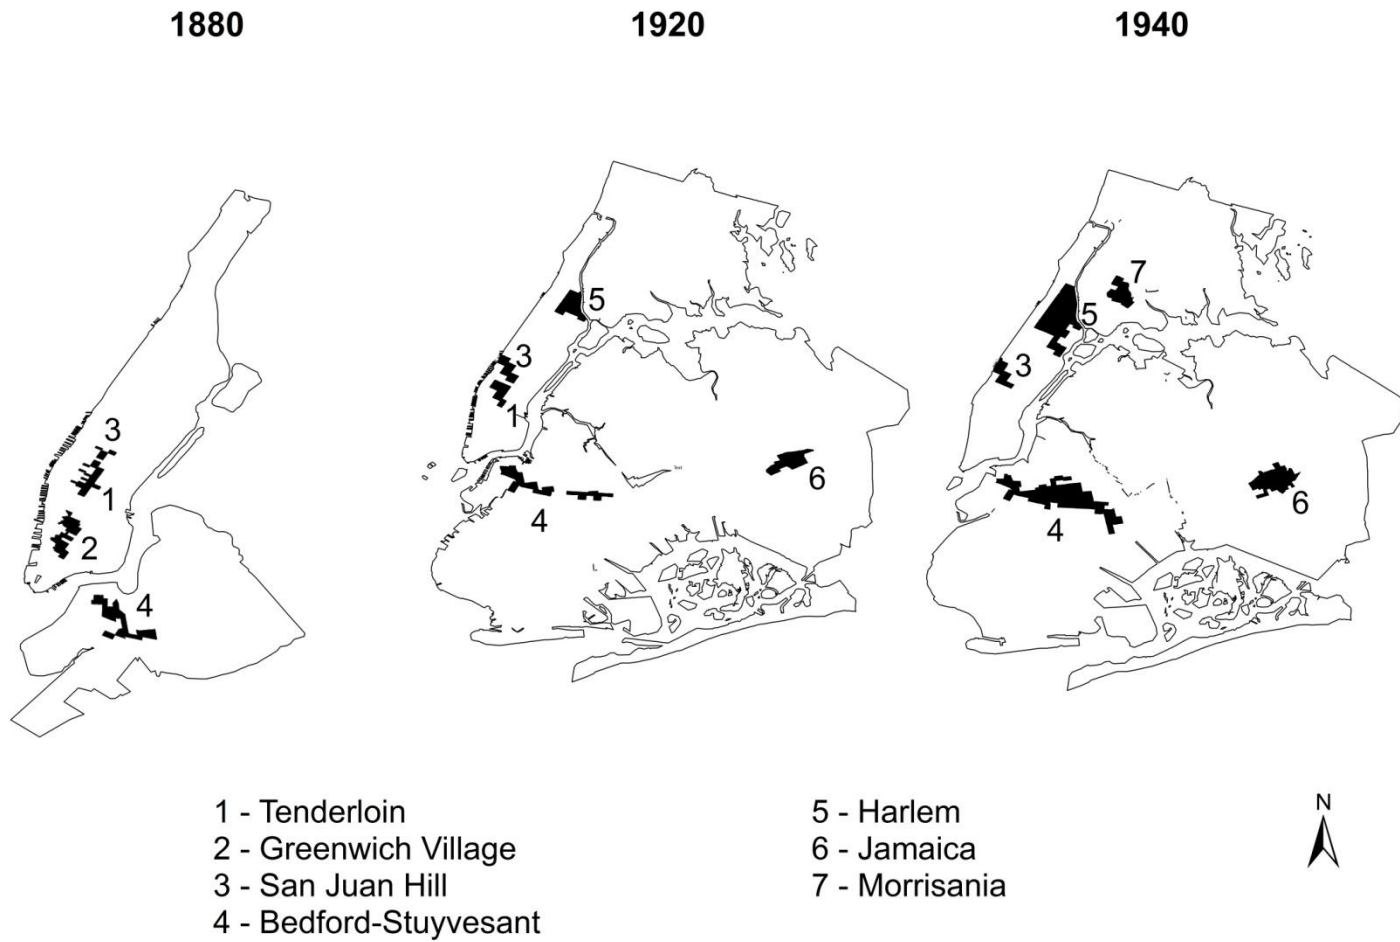 1880
1920
1940
3
1
2
4
5
3
1
4
6
7
5
3
4
6
1 - Tenderloin
2 - Greenwich Village
3 - San Juan Hill
4 - Bedford-Stuyvesant
5 - Harlem
6 - Jamaica
7 - Morrisania
N